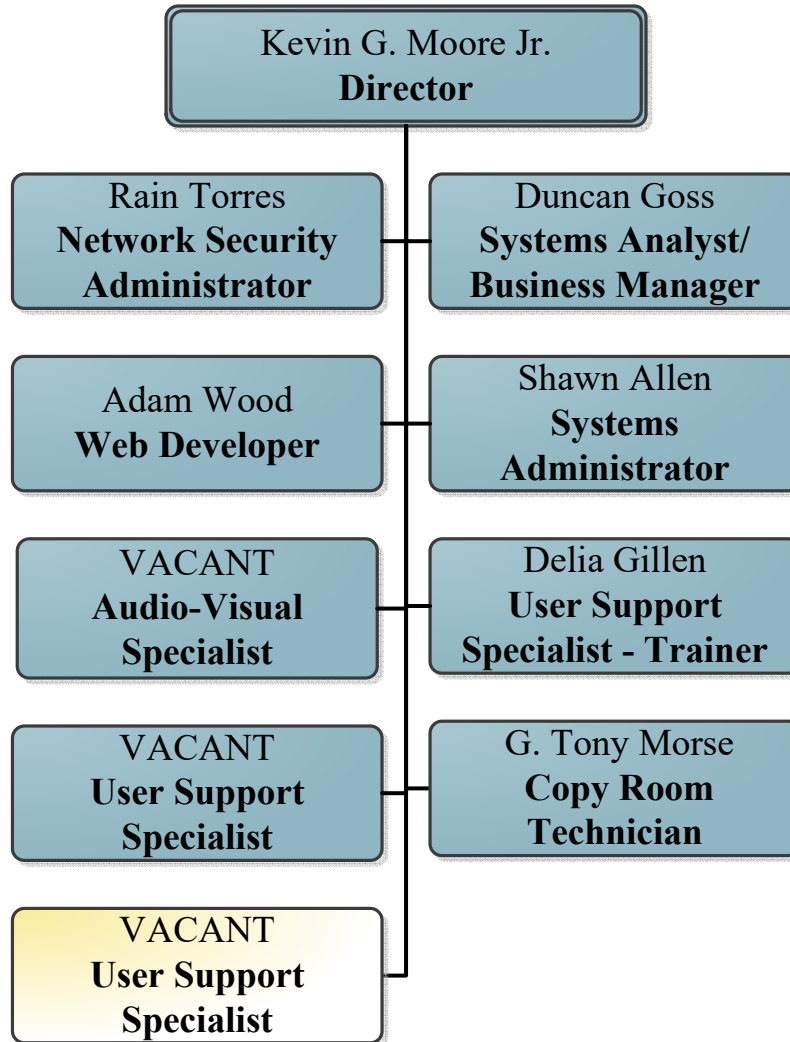 Kevin G. Moore Jr.
Director
Rain Torres
Network Security
Administrator
Duncan Goss
Systems Analyst/
Business Manager
Adam Wood
Web Developer
Shawn Allen
Systems
Administrator
VACANT
Audio-Visual
Specialist
Delia Gillen
User Support
Specialist - Trainer
VACANT
User Support
Specialist
G. Tony Morse
Copy Room
Technician
VACANT
User Support
Specialist